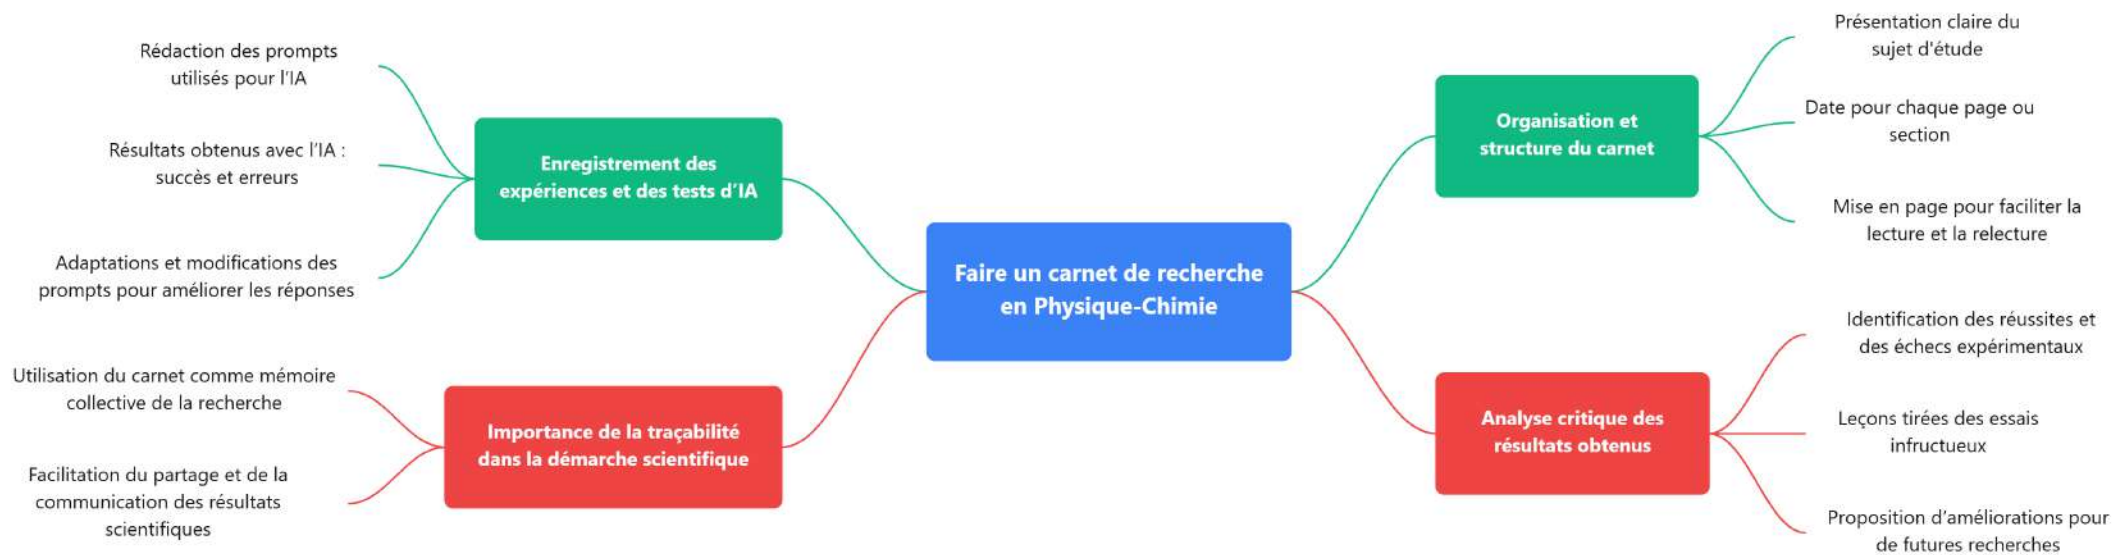 Faire un carnet de recherche
en Physique-Chimie
Organisation et
structure du carnet
Présentation claire du
sujet d'étude
Date pour chaque page ou
section
Mise en page pour faciliter la
lecture et la relecture
Analyse critique des
résultats obtenus
Identification des réussites et
des échecs expérimentaux
Leçons tirées des essais
infructueux
Proposition d’améliorations pour
de futures recherches
Enregistrement des
expériences et des tests d’IA
Rédaction des prompts
utilisés pour l’IA
Résultats obtenus avec l’IA :
succès et erreurs
Adaptations et modifications des
prompts pour améliorer les réponses
Importance de la traçabilité
dans la démarche scientifique
Utilisation du carnet comme mémoire
collective de la recherche
Facilitation du partage et de la
communication des résultats
scientifiques